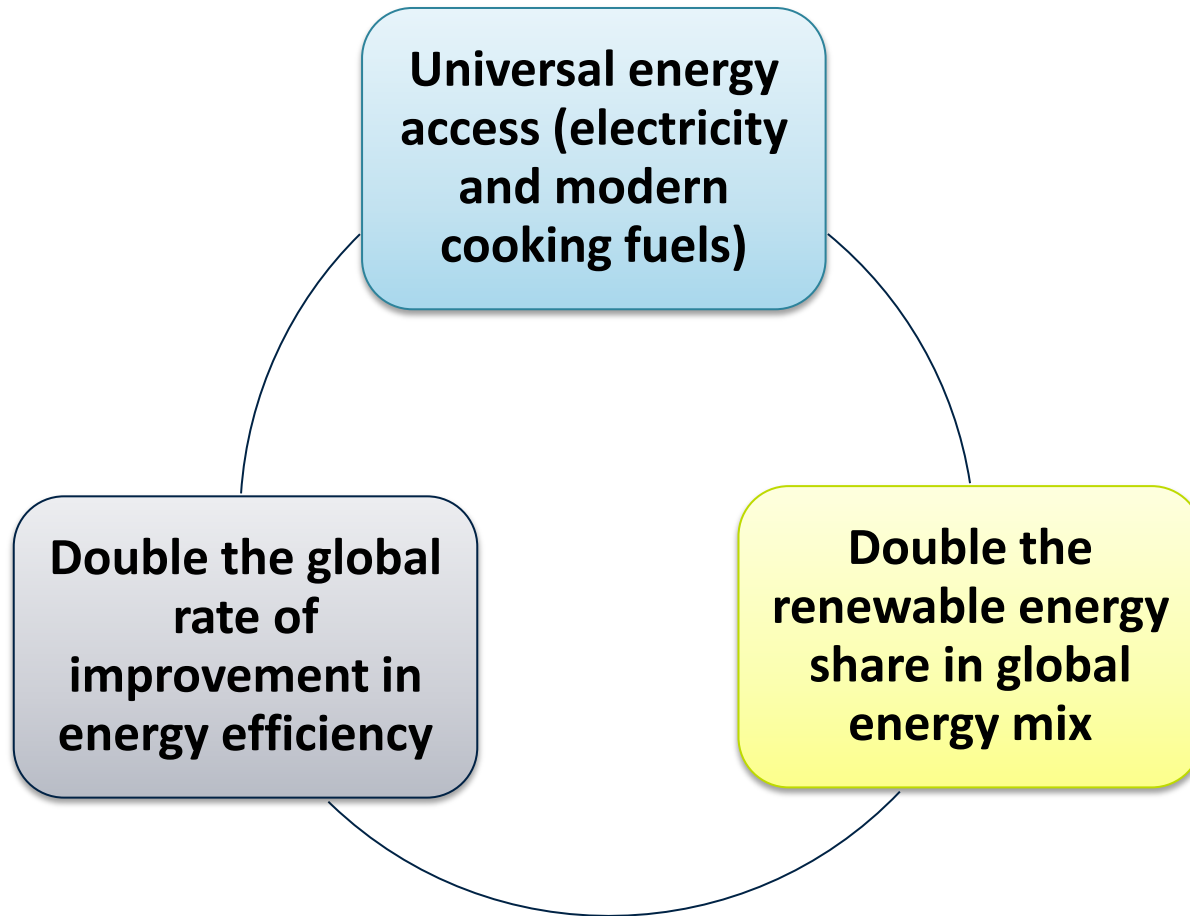 Universal energy
access (electricity
and modern
cooking fuels)
Double the global
rate of
improvement in
energy efficiency
Double the
renewable energy
share in global
energy mix